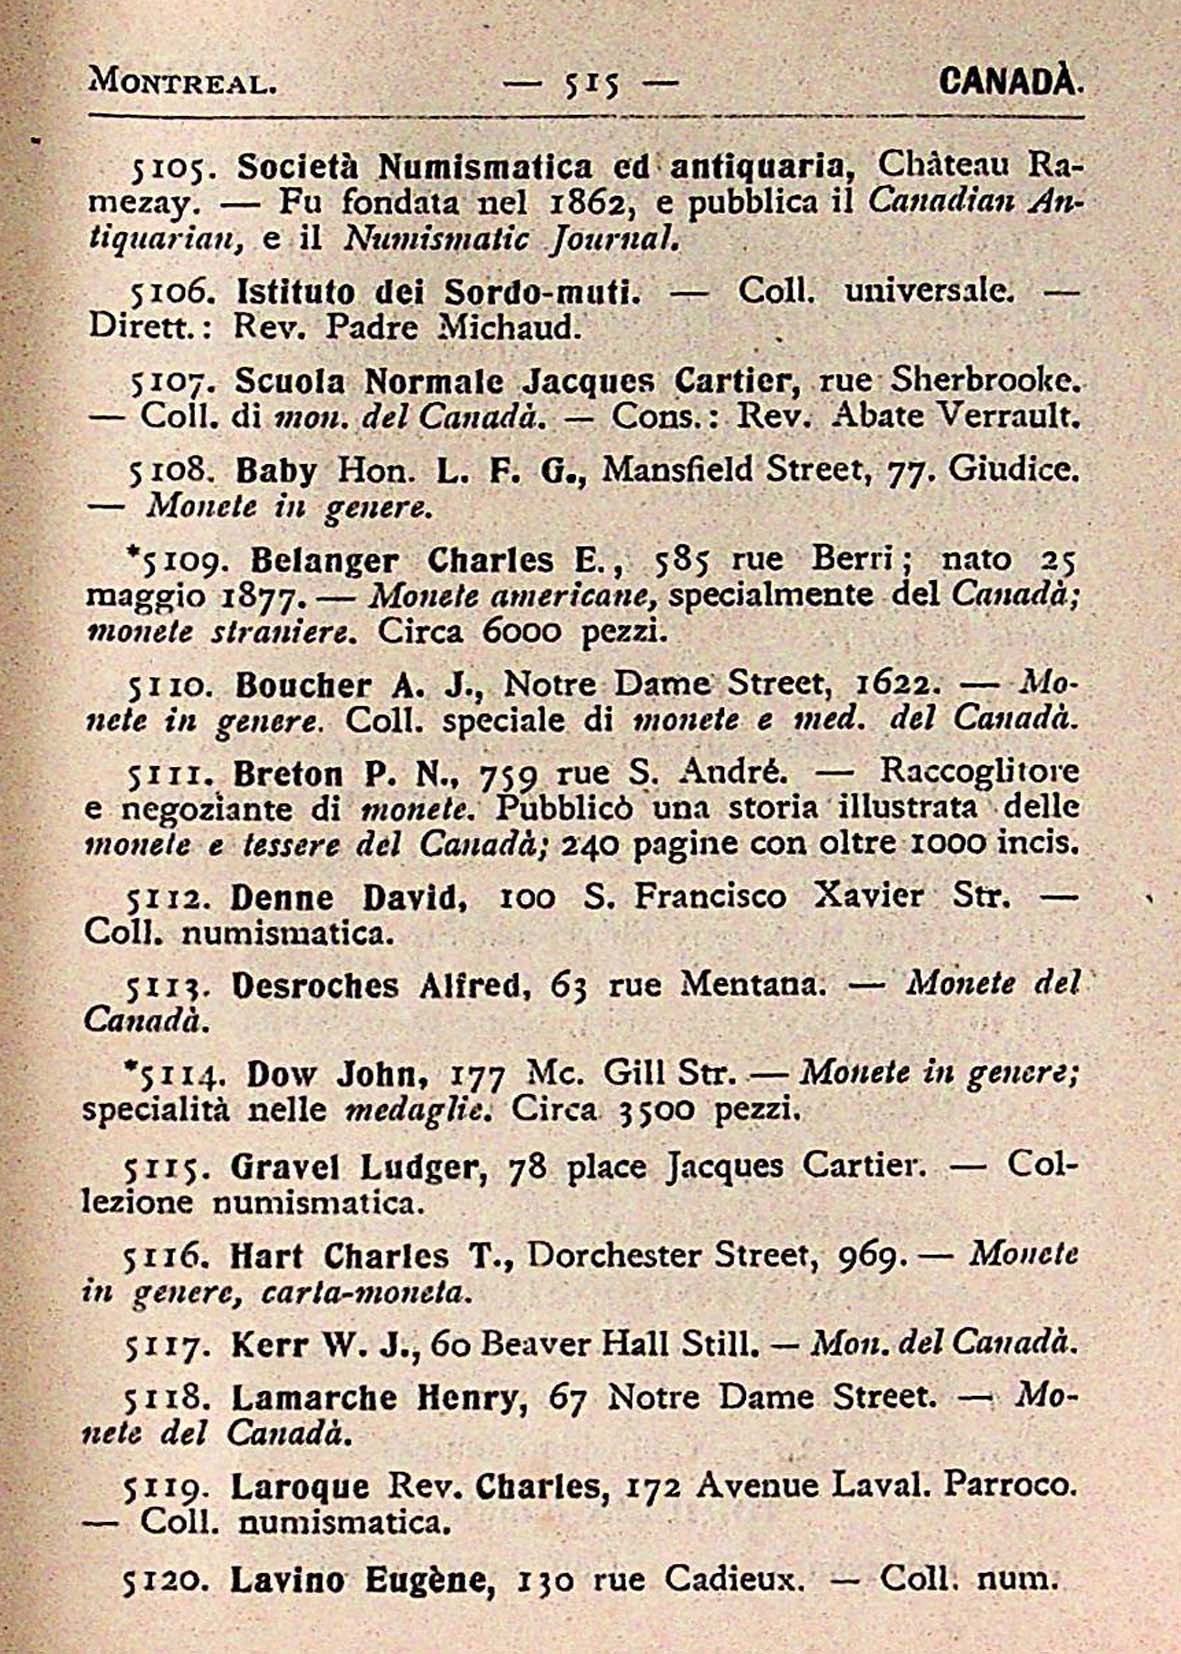 MONTREAL. — 515 — CANADÀ.
5105. Società Numismatica ed antiquaria, Château Ra-
mezay. — Fu fondata nel 1862, e pubblica il Canadian An-
tiquarian, e il Numismatic Journal.
5106. Istituto dei Sordo-muti. — Coll. universale. —
Dirett.: Rev. Padre Michaud.
5107. Scuola Normale Jacques Cartier, rue Sherbrooke.
— Coll. di mon. del Canadà. — Cons.: Rev. Abate Verrault.
5108. Baby Hon. L. F. G., Mansfield Street, 77. Giudice.
— Monete in genere.
*5109. Belanger Charles E., 585 rue Berri; nato 25
maggio 1877. — Monete americane, specialmente del Canadà;
monete straniere. Circa 6000 pezzi.
5110. Boucher A. J., Notre Dame Street, 1622. — Mo-
nete in genere. Coll. speciale di monete e med. del Canadà.
5111. Breton P. N., 759 rue S. André. — Raccoglitore
e negoziante di monete. Pubblicò una storia illustrata delle
monete e tessere del Canadà; 240 pagine con oltre 1000 incis.
5112. Denne David, 100 S. Francisco Xavier Str. —
Coll. numismatica.
5113. Desroches Alfred, 63 rue Mentana. — Monete del
Canadà.
*5114. Dow John, 177 Mc. Gill Str. — Monete in genere;
specialità nelle medaglie. Circa 3500 pezzi.
5115. Gravel Ludger, 78 place Jacques Cartier. — Col-
lezione numismatica.
5116. Hart Charles T., Dorchester Street, 969. — Monete
in genere, carta-moneta.
5117. Kerr W. J., 60 Beaver Hall Still. — Mon. del Canadà.
5118. Lamarche Henry, 67 Notre Dame Street. — Mo-
nete del Canadà.
5119. Laroque Rev. Charles, 172 Avenue Laval. Parroco.
— Coll. numismatica.
5120. Lavino Eugène, 130 rue Cadieux. — Coll. num.